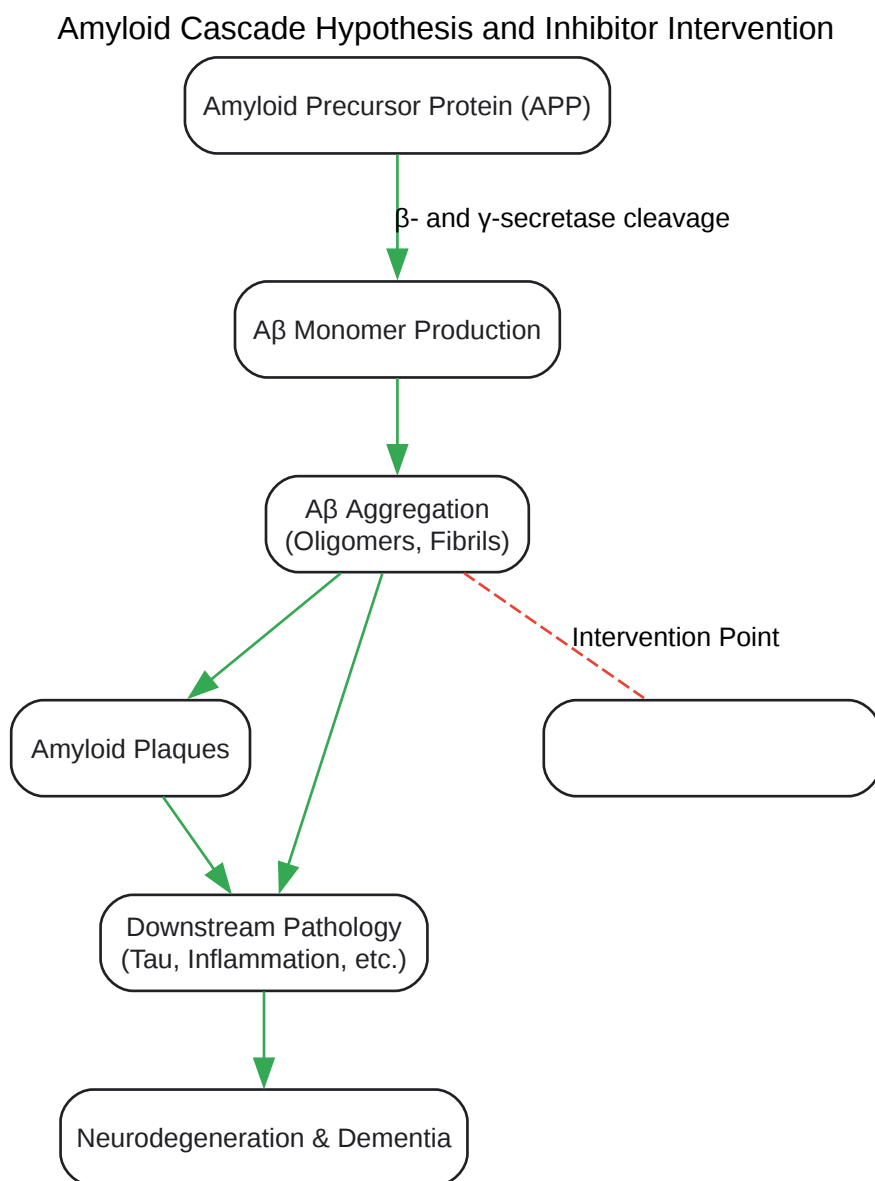 Amyloid Cascade Hypothesis and Inhibitor Intervention
Amyloid Precursor Protein (APP)
β- and γ-secretase cleavage
Aβ Monomer Production
Aβ Aggregation
(Oligomers, Fibrils)
Intervention Point
Amyloid Plaques
Downstream Pathology
(Tau, Inflammation, etc.)
Neurodegeneration & Dementia